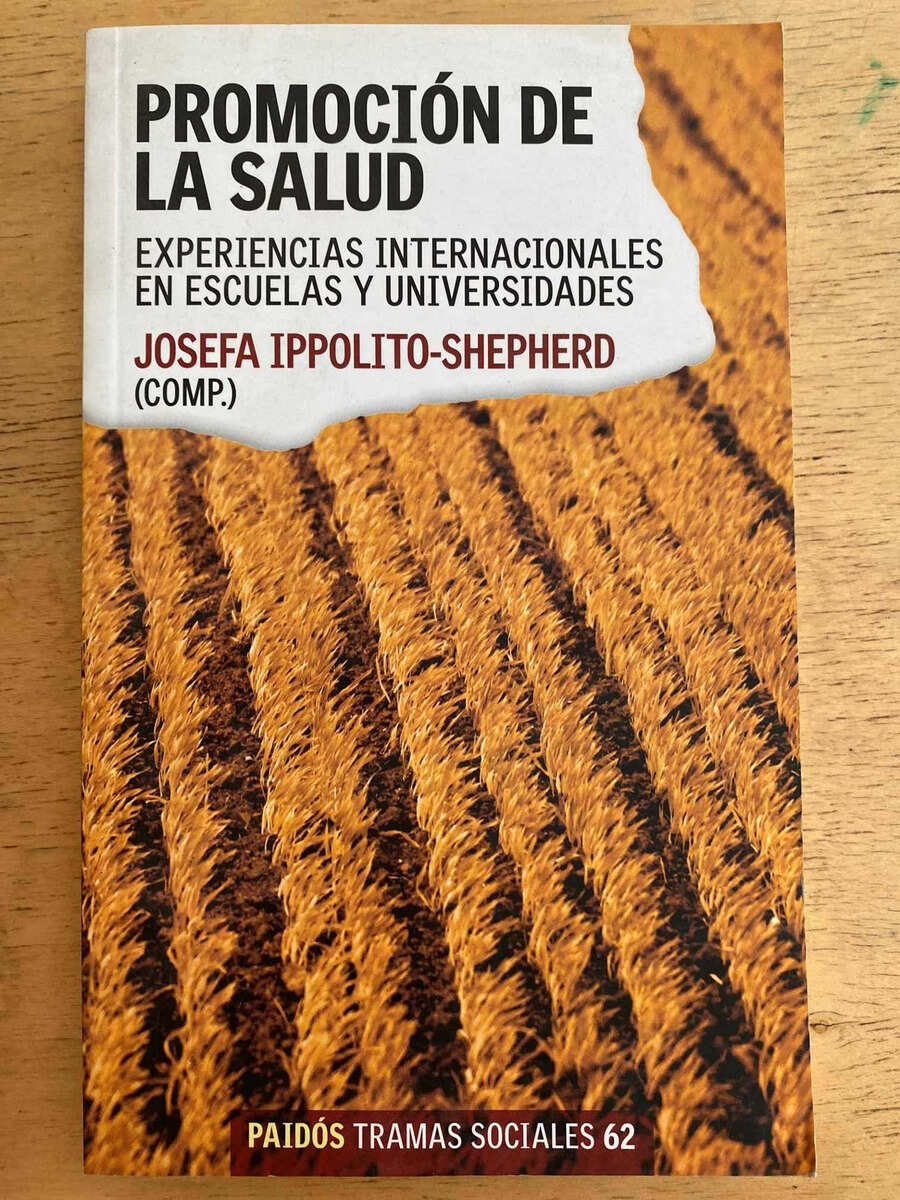 PROMOCIÓN DE
LA SALUD
EXPERIENCIAS INTERNACIONALES
EN ESCUELAS Y UNIVERSIDADES
JOSEFA IPPOLITO-SHEPHERD
(COMP.)
PAIDÓS TRAMAS SOCIALES 62